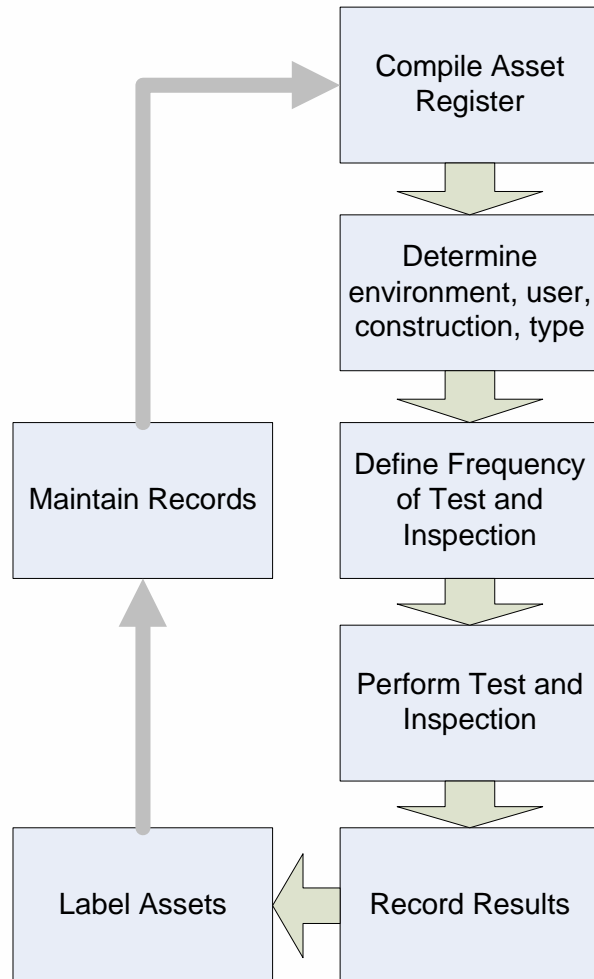 Compile Asset
Register
Determine
environment, user,
construction, type
Define Frequency
of Test and
Inspection
Perform Test and
Inspection
Record Results
Label Assets
Maintain Records